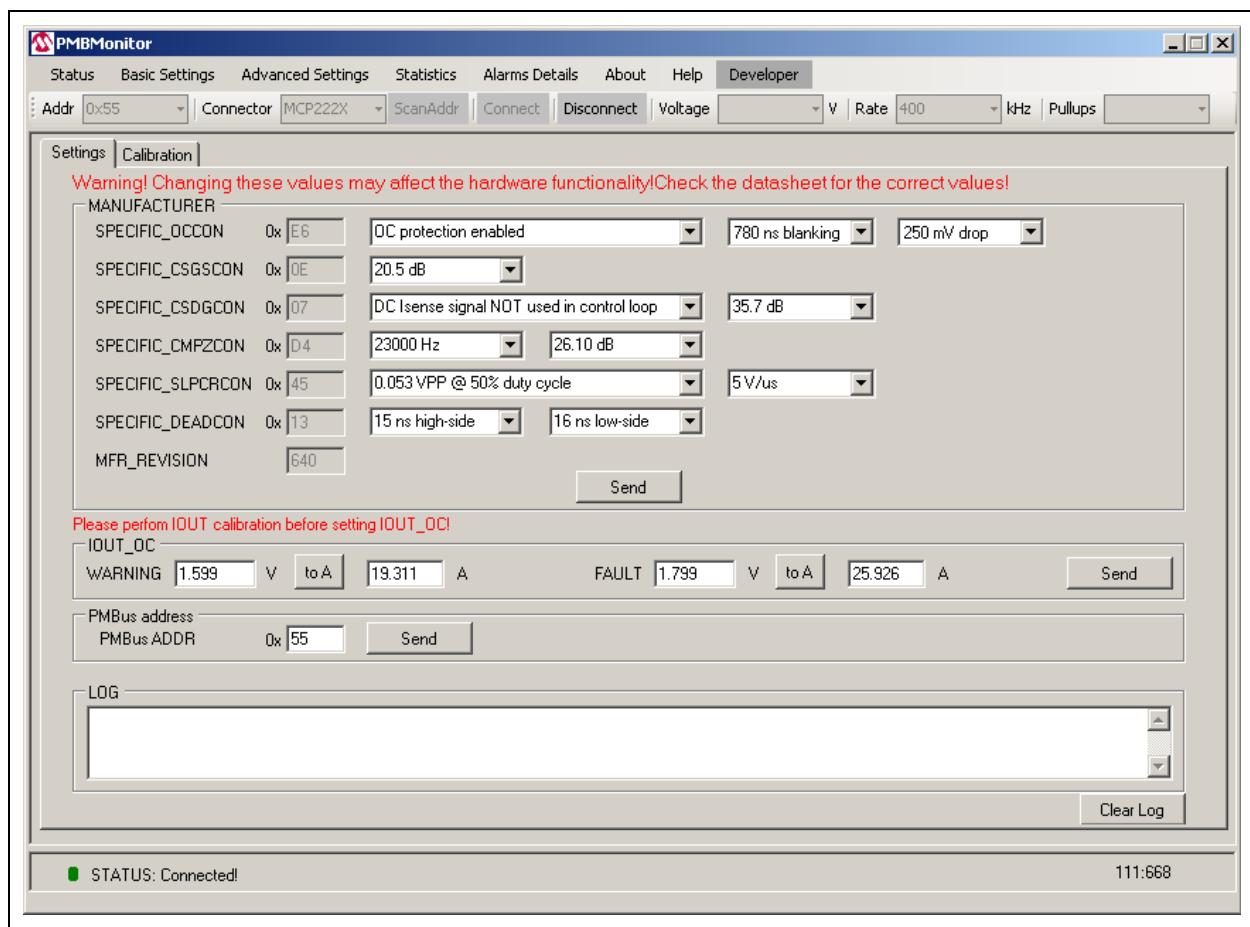 PMBMonitor
Status Basic Settings Advanced Settings Statistics Alarms Details About Help Developer
Addr 0x55 Connector MCP222X ScanAddr Connect Disconnect Voltage V Rate 400 kHz Pullups
Settings Calibration
Warning! Changing these values may affect the hardware functionality!Check the datasheet for the correct values!
MANUFACTURER
SPECIFIC_OCCON 0x E6 OC protection enabled 780 ns blanking 250 mV drop
SPECIFIC_CSGSCON 0x 0E 20.5 dB
SPECIFIC_CSDGCON 0x 07 DC Isense signal NOT used in control loop 35.7 dB
SPECIFIC_CMPZCON 0x D4 23000 Hz 26.10 dB
SPECIFIC_SLPCRCON 0x 45 0.053 VPP @ 50% duty cycle 5 V/us
SPECIFIC_DEADCON 0x 13 15 ns high-side 16 ns low-side
MFR_REVISION 640
Send
Please perfom IOUT calibration before setting IOUT_OC!
IOUT_OC
WARNING 1.599 V to A 19.311 A FAULT 1.799 V to A 25.926 A Send
PMBus address
PMBus ADDR 0x 55 Send
LOG
Clear Log
STATUS: Connected! 111:668